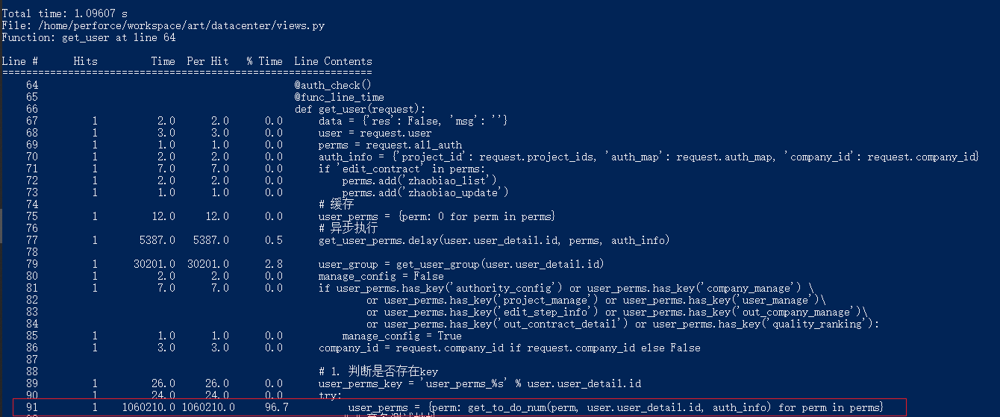 Total time: 1.09607 s
File: /home/perforce/workspace/art/datacenter/views.py
Function: get_user at line 64
Line # Hits Time Per Hit % Time Line Contents
==============================================================
64 @auth_check()
65 @func_line_time
66 def get_user(request):
67 1 2.0 2.0 0.0 data = {'res': False, 'msg': ''}
68 1 3.0 3.0 0.0 user = request.user
69 1 1.0 1.0 0.0 perms = request.all_auth
70 1 2.0 2.0 0.0 auth_info = {'project_id': request.project_ids, 'auth_map': request.auth_map, 'company_id': request.company_id}
71 1 7.0 7.0 0.0 if 'edit_contract' in perms:
72 1 2.0 2.0 0.0 perms.add('zhaobiao_list')
73 1 1.0 1.0 0.0 perms.add('zhaobiao_update')
74 # 缓存
75 1 12.0 12.0 0.0 user_perms = {perm: 0 for perm in perms}
76 # 异步执行
77 1 5387.0 5387.0 0.5 get_user_perms.delay(user.user_detail.id, perms, auth_info)
78
79 1 30201.0 30201.0 2.8 user_group = get_user_group(user.user_detail.id)
80 1 2.0 2.0 0.0 manage_config = False
81 1 7.0 7.0 0.0 if user_perms.has_key('authority_config') or user_perms.has_key('company_manage') \
82 or user_perms.has_key('project_manage') or user_perms.has_key('user_manage')\
83 or user_perms.has_key('edit_step_info') or user_perms.has_key('out_company_manage')\
84 or user_perms.has_key('out_contract_detail') or user_perms.has_key('quality_ranking'):
85 1 1.0 1.0 0.0 manage_config = True
86 1 3.0 3.0 0.0 company_id = request.company_id if request.company_id else False
87
88 # 1. 判断是否存在key
89 1 26.0 26.0 0.0 user_perms_key = 'user_perms_%s' % user.user_detail.id
90 1 24.0 24.0 0.0 try:
91 1 1060210.0 1060210.0 96.7 user_perms = {perm: get_to_do_num(perm, user.user_detail.id, auth_info) for perm in perms}